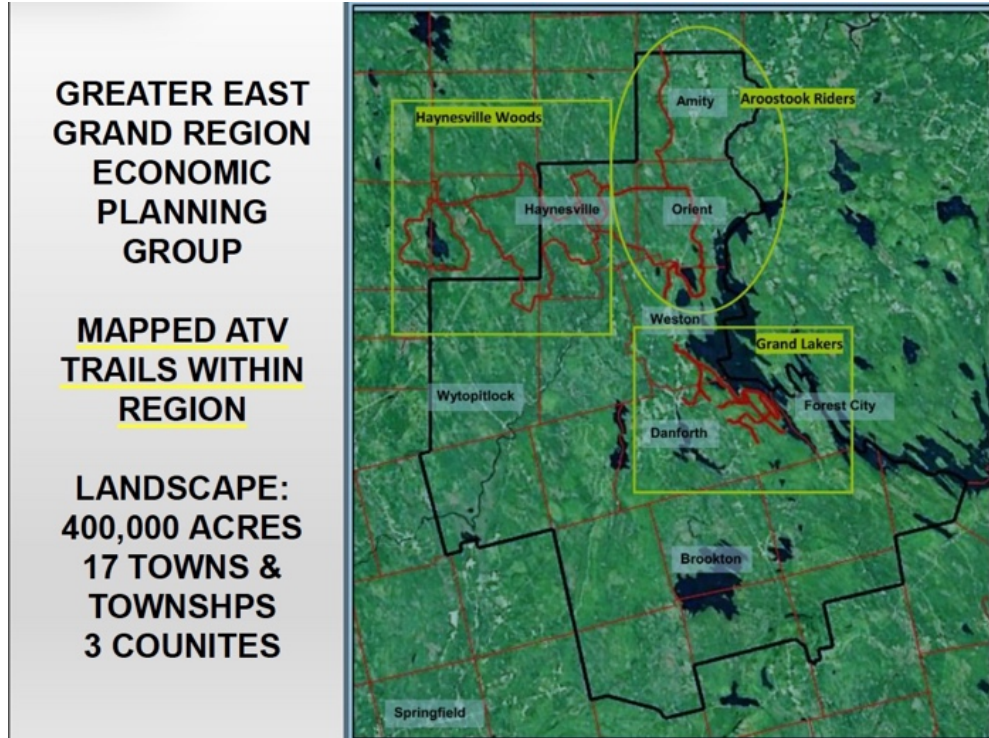 GREATER EAST
GRAND REGION
ECONOMIC
PLANNING
GROUP
MAPPED ATV
TRAILS WITHIN
REGION
LANDSCAPE:
400,000 ACRES
17 TOWNS &
TOWNSHPS
3 COUNITES
Amity
Aroostook Riders
Haynesville Woods
Haynesville
Orient
Weston
Grand Lakers
Wytopitlock
Forest City
Danforth
Brookton
Springfield